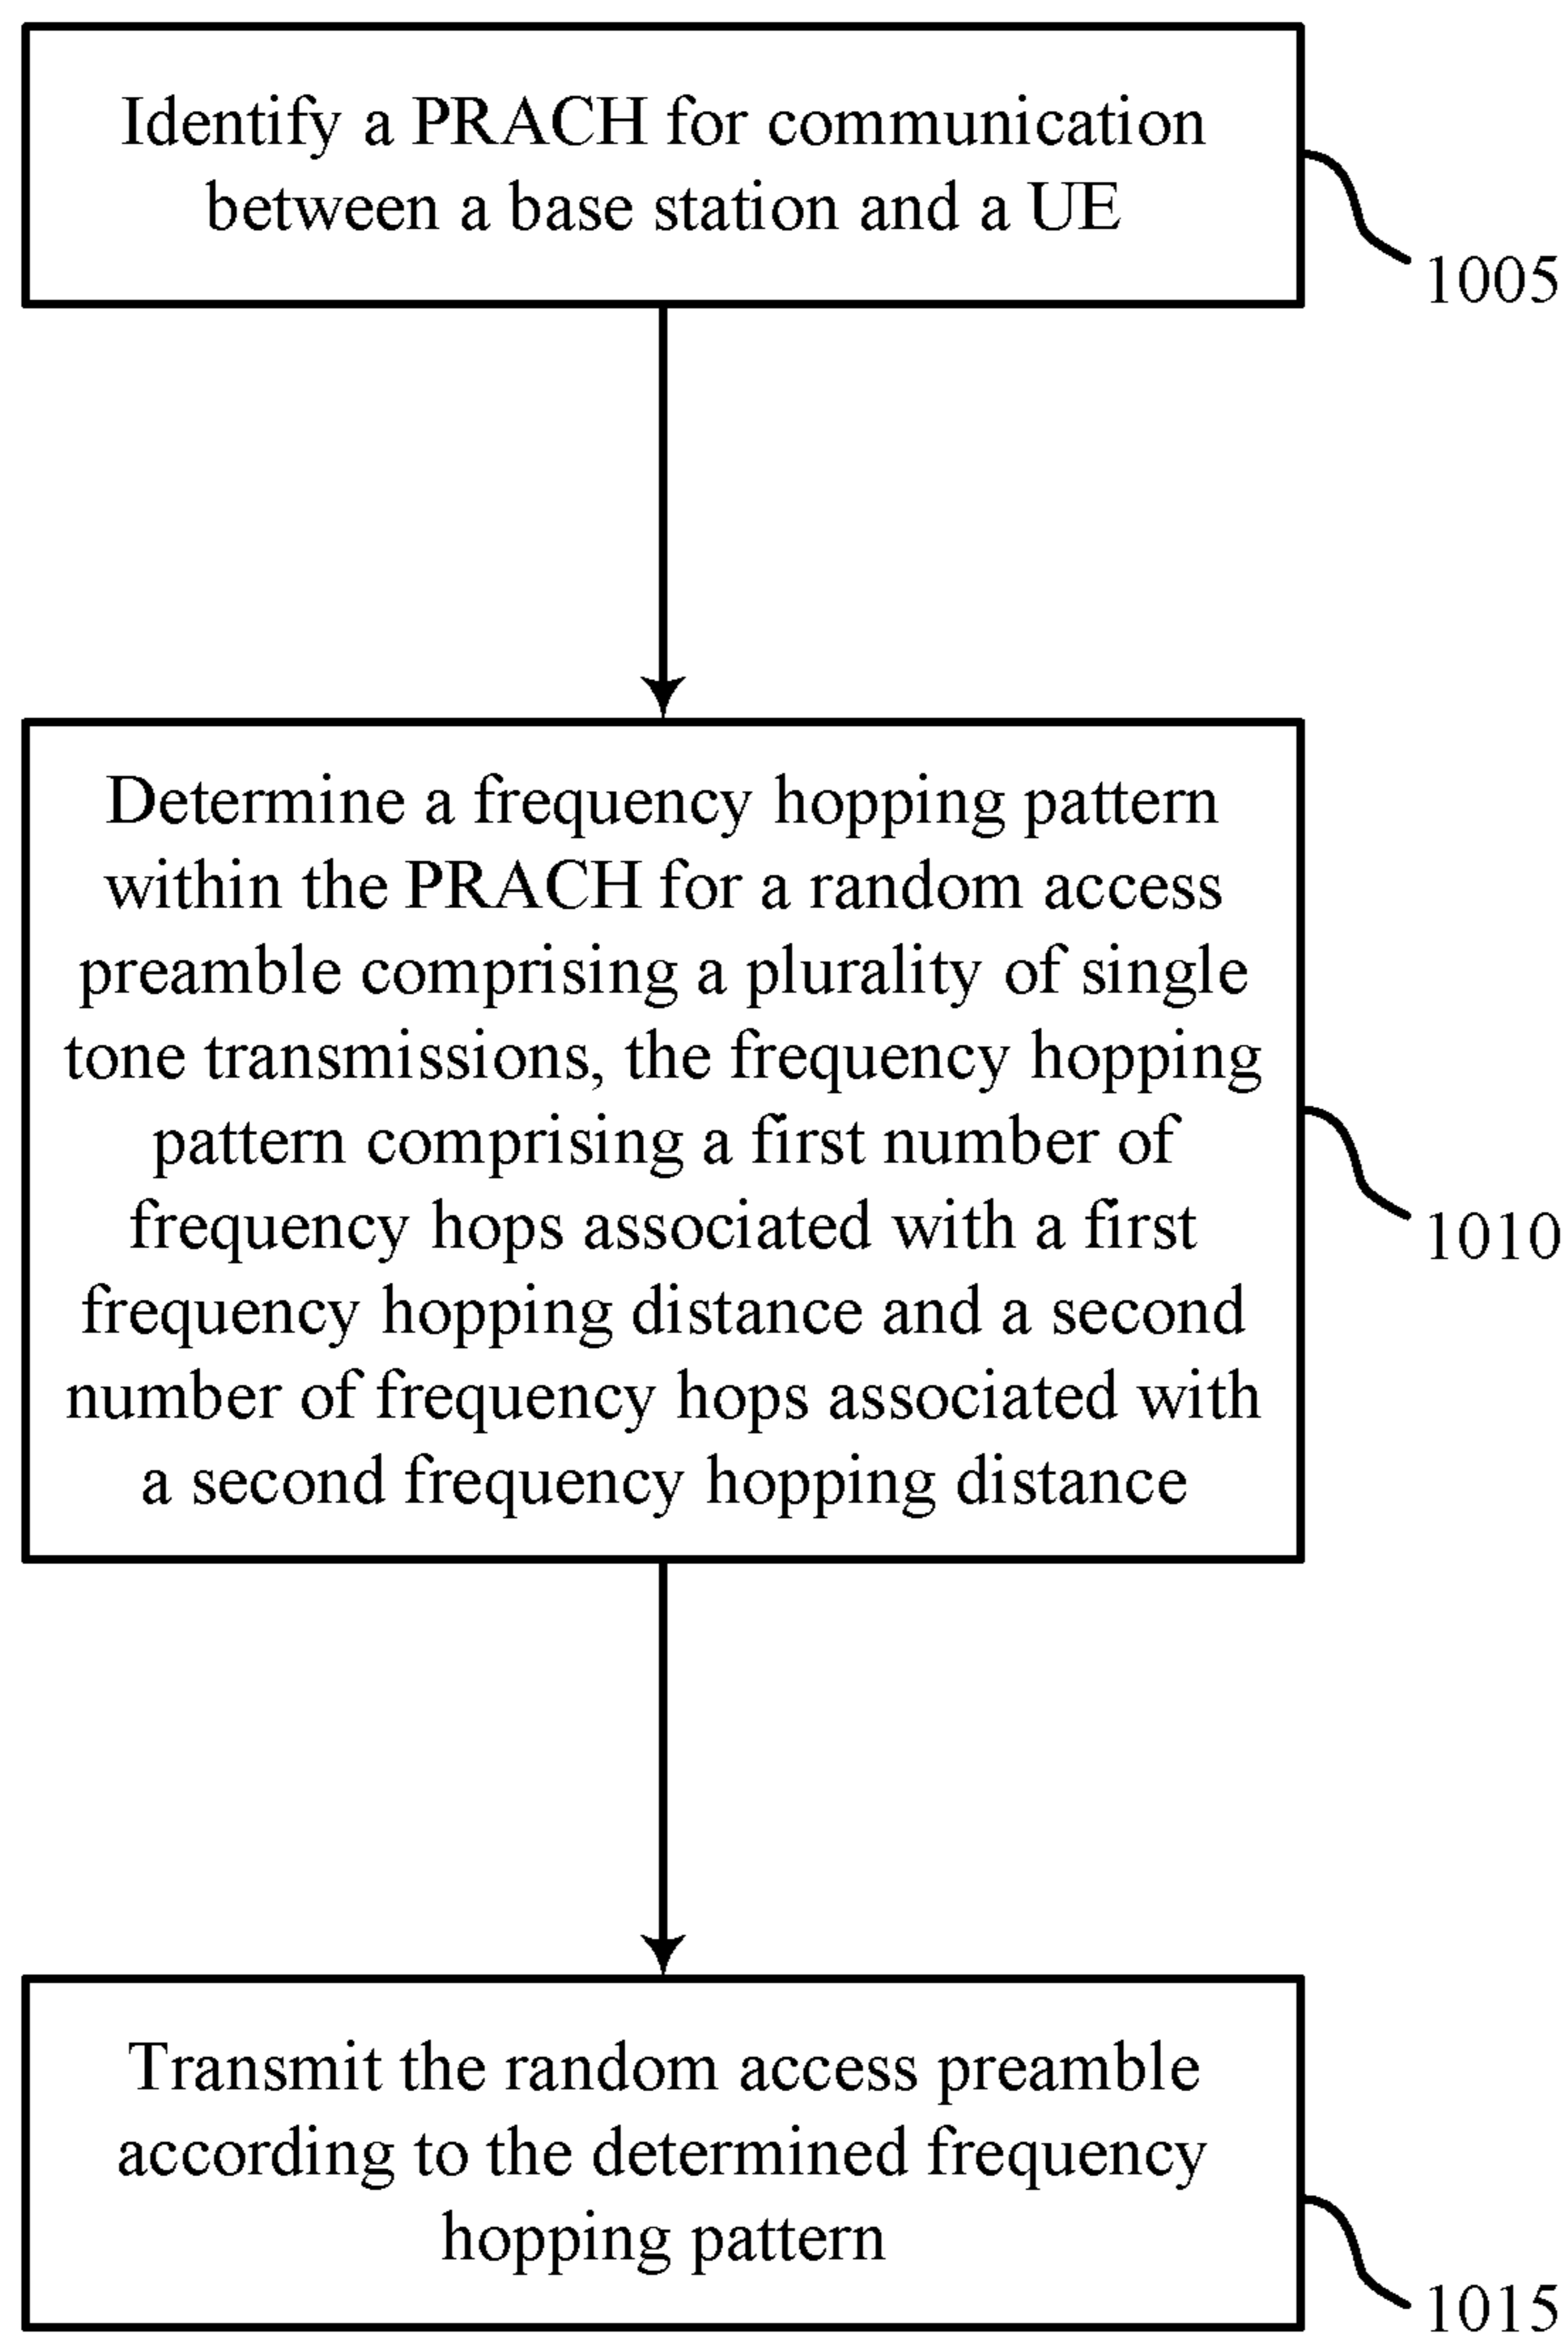 Identify a PRACH for communication
between a base station and a UE
1005
Determine a frequency hopping pattern
within the PRACH for a random access
preamble comprising a plurality of single
tone transmissions, the frequency hopping
pattern comprising a first number of
frequency hops associated with a first
frequency hopping distance and a second
number of frequency hops associated with
a second frequency hopping distance
1010
Transmit the random access preamble
according to the determined frequency
hopping pattern
1015